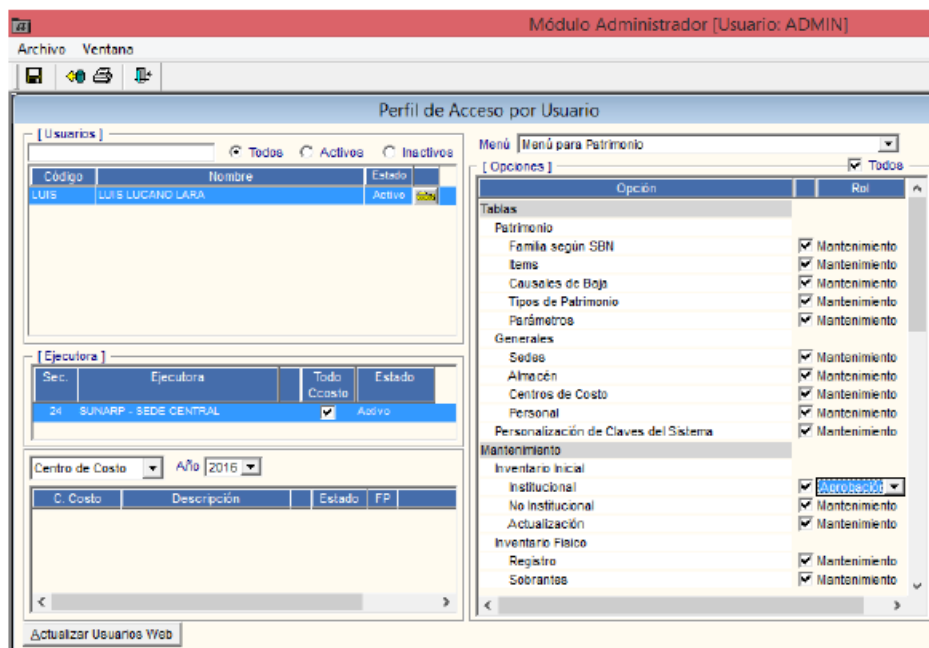 Módulo Administrador [Usuario: ADMIN]
Archivo Ventana
Perfil de Acceso por Usuario
[ Usuarios ]
Todos Activos Inactivos
Código Nombre Estado
LUIS LUIS LUCANO LARA Activo
[ Ejecutora ]
Sec. Ejecutora Todo Ccosto Estado
24 SUNARP - SEDE CENTRAL Activo
Centro de Costo Año 2016
C. Costo Descripción Estado FP
Actualizar Usuarios Web
Menú Menú para Patrimonio
[ Opciones ] Todos
Opción Rol
Tablas
Patrimonio
Familia según SBN Mantenimiento
Items Mantenimiento
Causales de Baja Mantenimiento
Tipos de Patrimonio Mantenimiento
Parámetros Mantenimiento
Generales
Sedes Mantenimiento
Almacén Mantenimiento
Centros de Costo Mantenimiento
Personal Mantenimiento
Personalización de Claves del Sistema Mantenimiento
Mantenimiento
Inventario Inicial
Institucional Aprobación
No Institucional Mantenimiento
Actualización Mantenimiento
Inventario Físico
Registro Mantenimiento
Sobrantes Mantenimiento